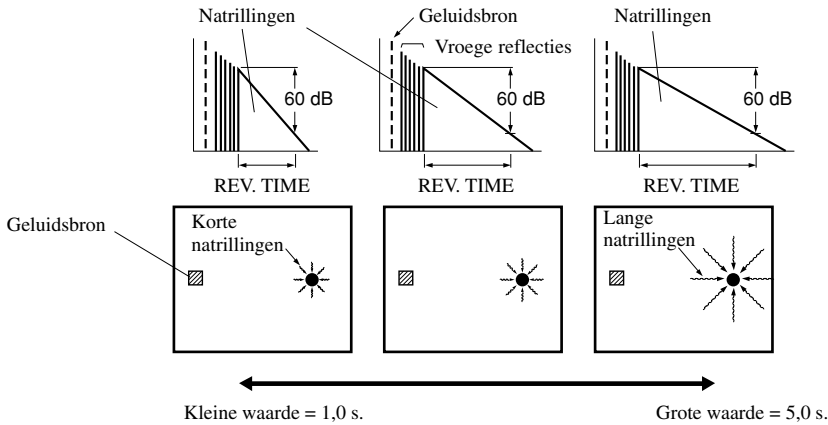 Natrillingen
Geluidsbron
Natrillingen
Vroege reflecties
60 dB
60 dB
60 dB
REV. TIME
REV. TIME
REV. TIME
Geluidsbron
Korte
natrillingen
Lange
natrillingen
Kleine waarde = 1,0 s.
Grote waarde = 5,0 s.